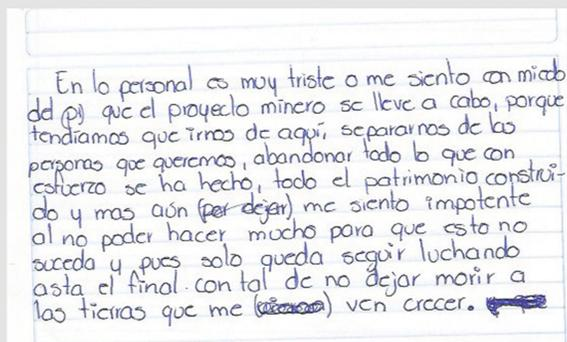 En lo personal es muy triste o me siento con miedo
del (p) que el proyecto minero se lleve a cabo, porque
tendiamos que irnos de aquí, separarnos de las
personas que queremos, abandonar todo lo que con
esfuerzo se ha hecho, todo el patrimonio construi-
do y mas aún (por dejar) me siento impotente
al no poder hacer mucho para que esto no
suceda y pues solo queda seguir luchando
asta el final. con tal de no dejar morir a
las tierras que me ven crecer.